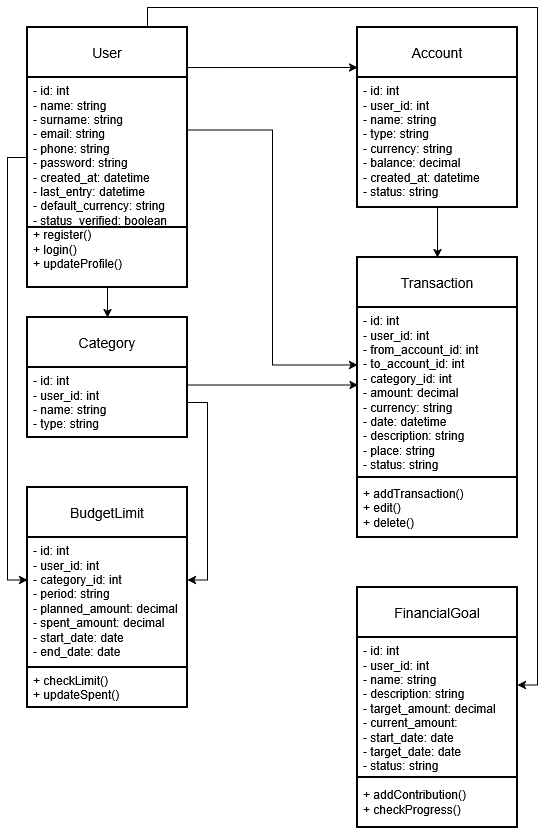 User
- id: int
- name: string
- surname: string
- email: string
- phone: string
- password: string
- created_at: datetime
- last_entry: datetime
- default_currency: string
- status_verified: boolean
+ register()
+ login()
+ updateProfile()
Account
- id: int
- user_id: int
- name: string
- type: string
- currency: string
- balance: decimal
- created_at: datetime
- status: string
Category
- id: int
- user_id: int
- name: string
- type: string
Transaction
- id: int
- user_id: int
- from_account_id: int
- to_account_id: int
- category_id: int
- amount: decimal
- currency: string
- date: datetime
- description: string
- place: string
- status: string
+ addTransaction()
+ edit()
+ delete()
BudgetLimit
- id: int
- user_id: int
- category_id: int
- period: string
- planned_amount: decimal
- spent_amount: decimal
- start_date: date
- end_date: date
+ checkLimit()
+ updateSpent()
FinancialGoal
- id: int
- user_id: int
- name: string
- description: string
- target_amount: decimal
- current_amount:
- start_date: date
- target_date: date
- status: string
+ addContribution()
+ checkProgress()